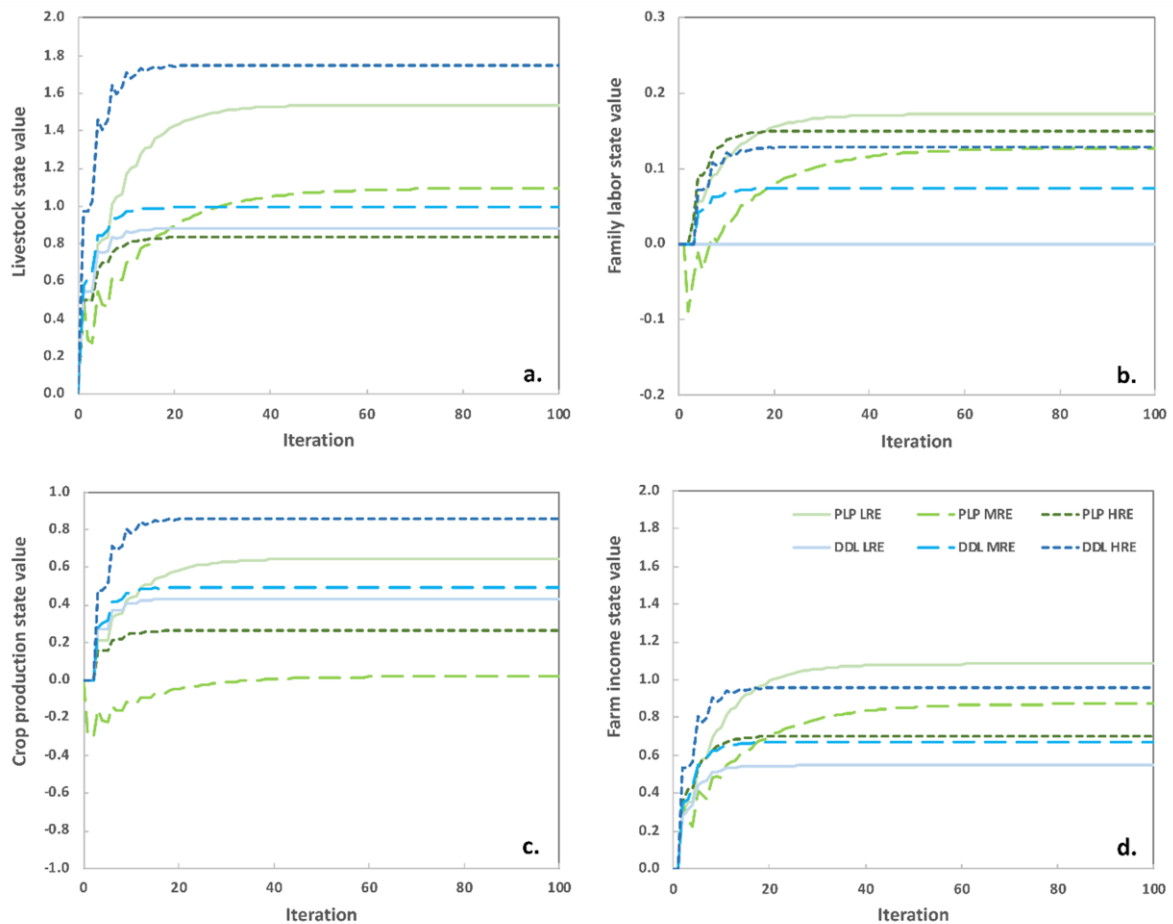 2.0
1.8
1.6
1.4
1.2
1.0
0.8
0.6
0.4
0.2
0.0
Livestock state value
0 20 40 60 80 100
Iteration
a.
0.3
0.2
0.1
0.0
-0.1
-0.2
Family labor state value
0 20 40 60 80 100
Iteration
b.
1.0
0.8
0.6
0.4
0.2
0.0
-0.2
-0.4
-0.6
-0.8
-1.0
Crop production state value
0 20 40 60 80 100
Iteration
c.
2.0
1.8
1.6
1.4
1.2
1.0
0.8
0.6
0.4
0.2
0.0
Farm income state value
PLP LRE PLP MRE PLP HRE
DDL LRE DDL MRE DDL HRE
0 20 40 60 80 100
Iteration
d.